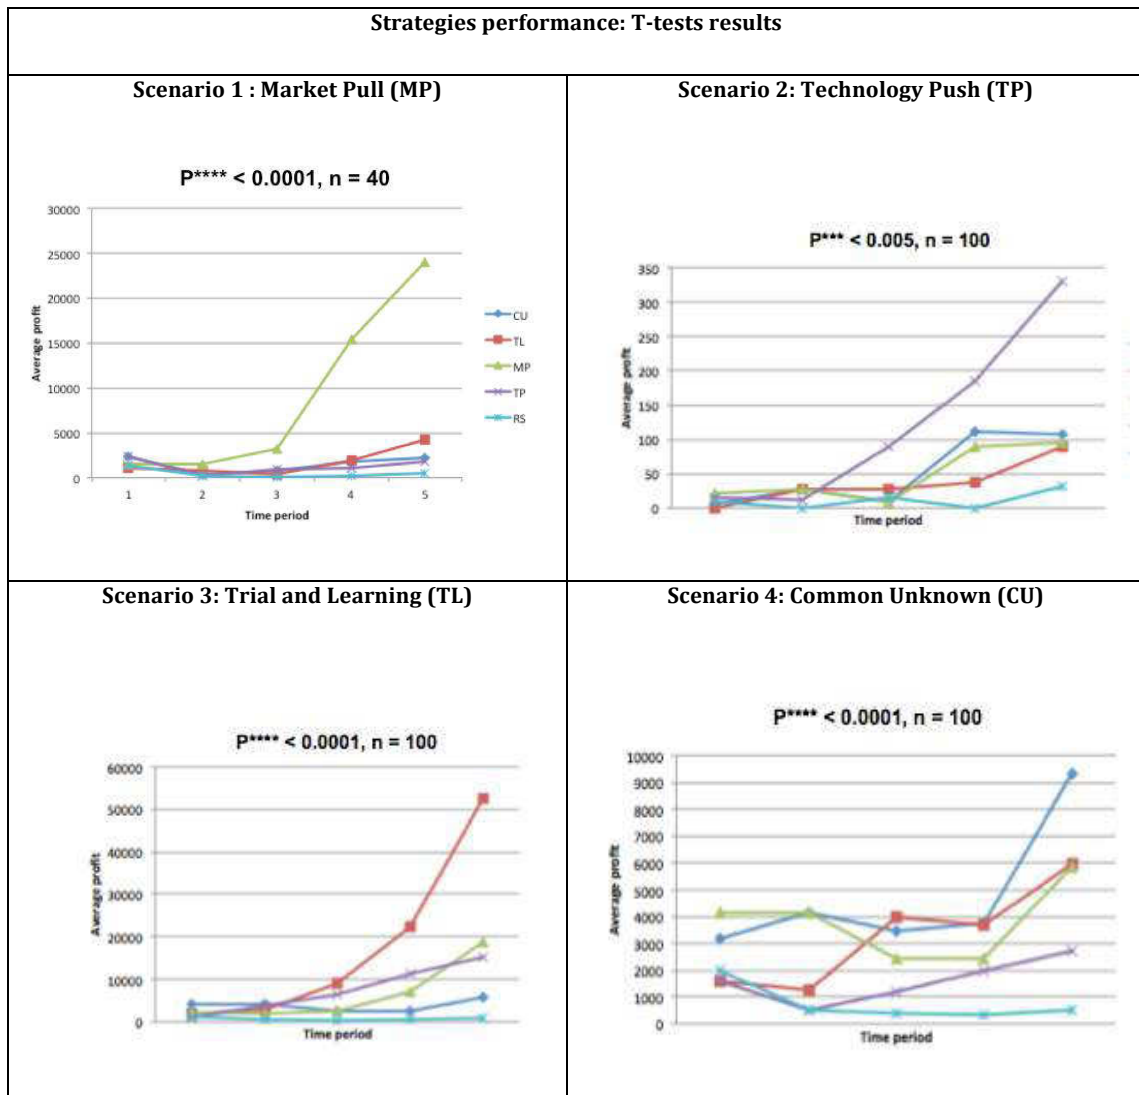 Strategies performance: T-tests results
Scenario 1 : Market Pull (MP)
P**** < 0.0001, n = 40
30000
25000
20000
15000
10000
5000
0
Average profit
1 2 3 4 5
Time period
CU
TL
MP
TP
RS
Scenario 2: Technology Push (TP)
P*** < 0.005, n = 100
350
300
250
200
150
100
50
0
Average profit
Time period
Scenario 3: Trial and Learning (TL)
P**** < 0.0001, n = 100
60000
50000
40000
30000
20000
10000
0
Average profit
Time period
Scenario 4: Common Unknown (CU)
P**** < 0.0001, n = 100
10000
9000
8000
7000
6000
5000
4000
3000
2000
1000
0
Average profit
Time period